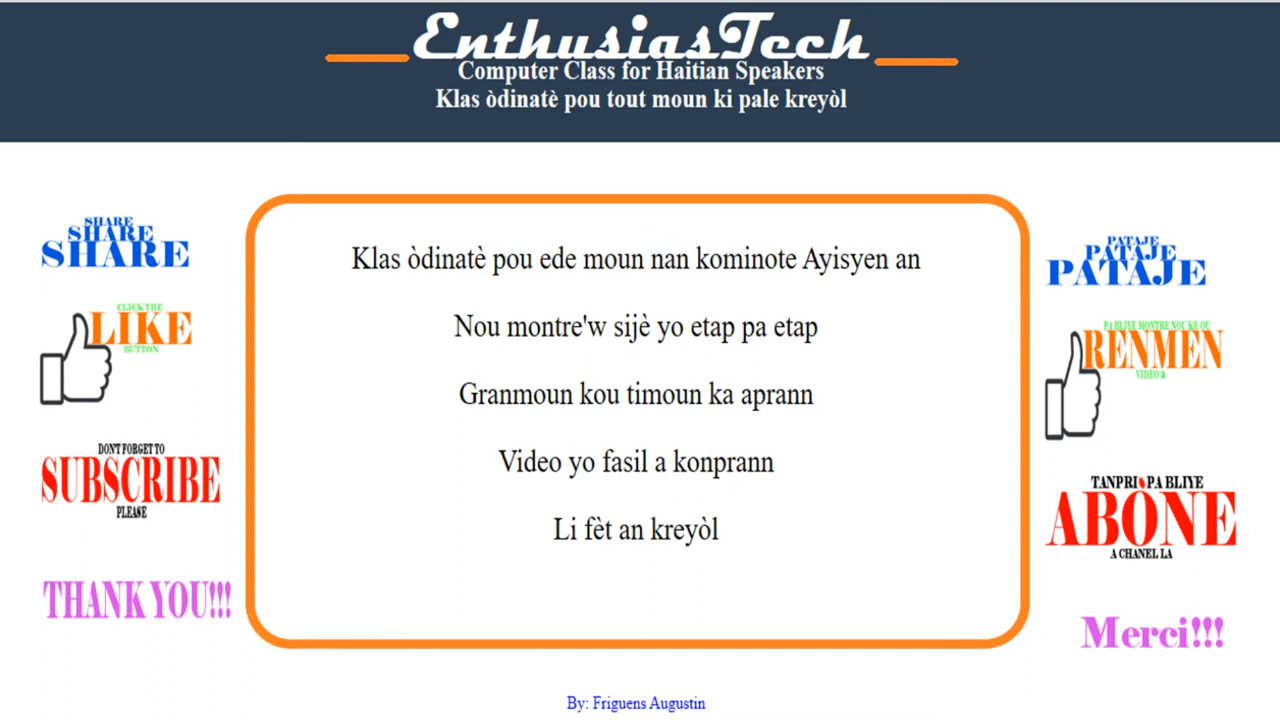 EnthusiasTech
Computer Class for Haitian Speakers
Klas òdinatè pou tout moun ki pale kreyòl
SHARE
SHARE
SHARE
CLICK THE
LIKE
BUTTON
DON'T FORGET TO
SUBSCRIBE
PLEASE
THANK YOU!!!
Klas òdinatè pou ede moun nan kominote Ayisyen an
Nou montre'w sijè yo etap pa etap
Granmoun kou timoun ka aprann
Video yo fasil a konprann
Li fèt an kreyòl
PATAJE
PATAJE
PATAJE
PA BLIYE MONTRE NOU KE OU
RENMEN
VIDEO a
TANPRI PA BLIYE
ABÒNE
A CHANEL LA
Merci!!!
By: Friguens Augustin